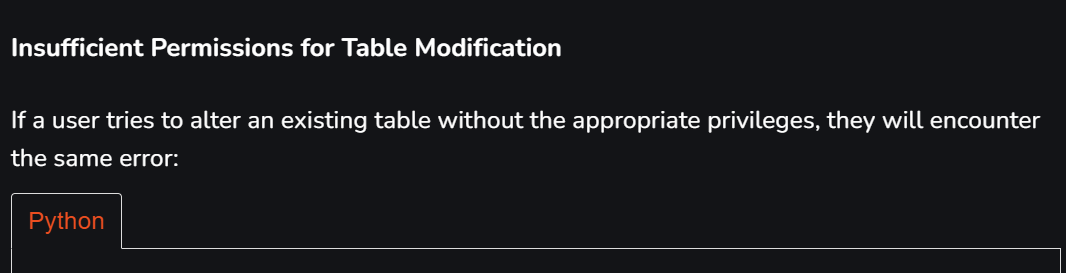 Insufficient Permissions for Table Modification
If a user tries to alter an existing table without the appropriate privileges, they will encounter
the same error:
Python